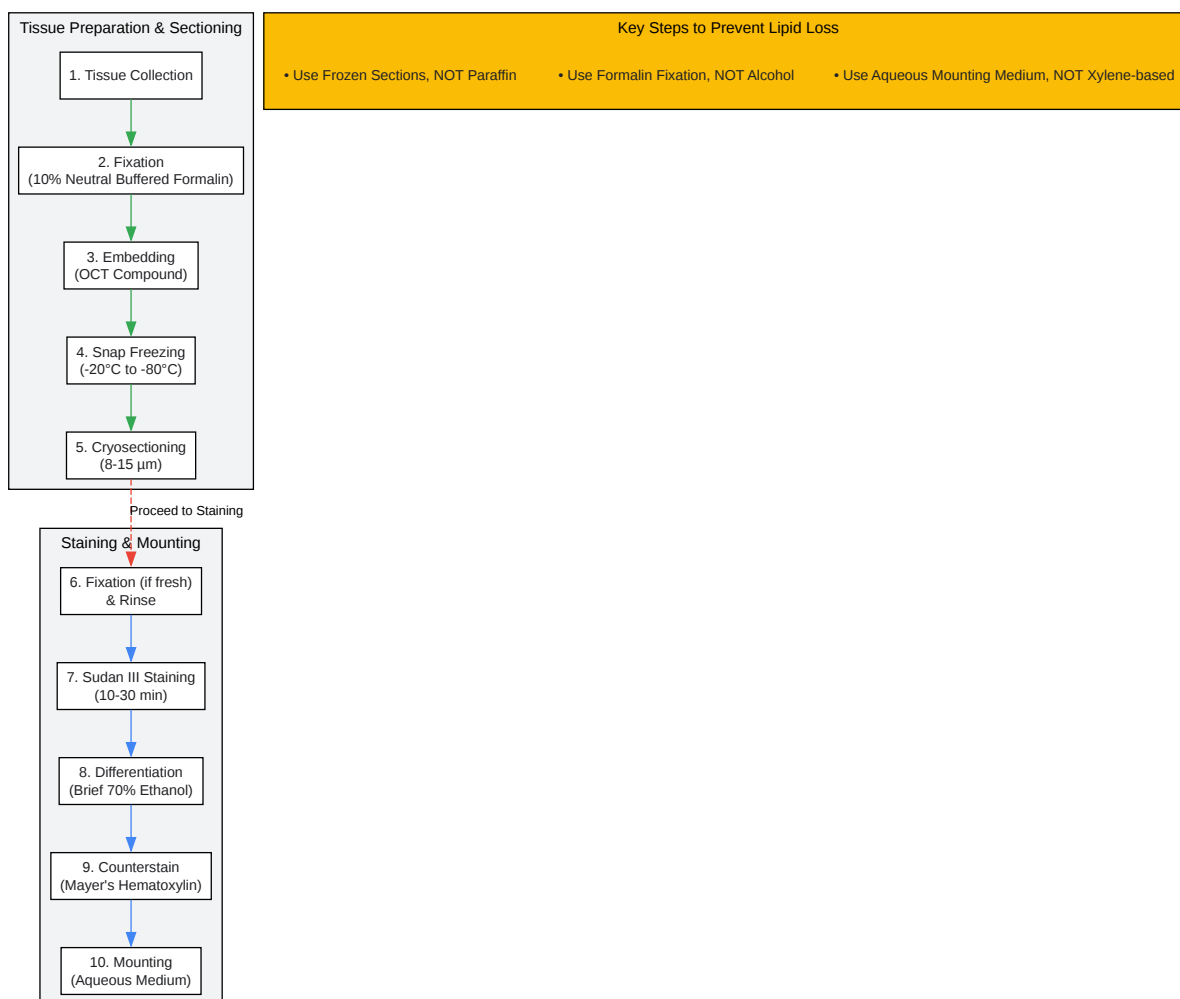 Tissue Preparation & Sectioning
1. Tissue Collection
2. Fixation
(10% Neutral Buffered Formalin)
3. Embedding
(OCT Compound)
4. Snap Freezing
(-20°C to -80°C)
5. Cryosectioning
(8-15 µm)
Proceed to Staining
Staining & Mounting
6. Fixation (if fresh)
& Rinse
7. Sudan III Staining
(10-30 min)
8. Differentiation
(Brief 70% Ethanol)
9. Counterstain
(Mayer's Hematoxylin)
10. Mounting
(Aqueous Medium)
Key Steps to Prevent Lipid Loss
• Use Frozen Sections, NOT Paraffin
• Use Formalin Fixation, NOT Alcohol
• Use Aqueous Mounting Medium, NOT Xylene-based